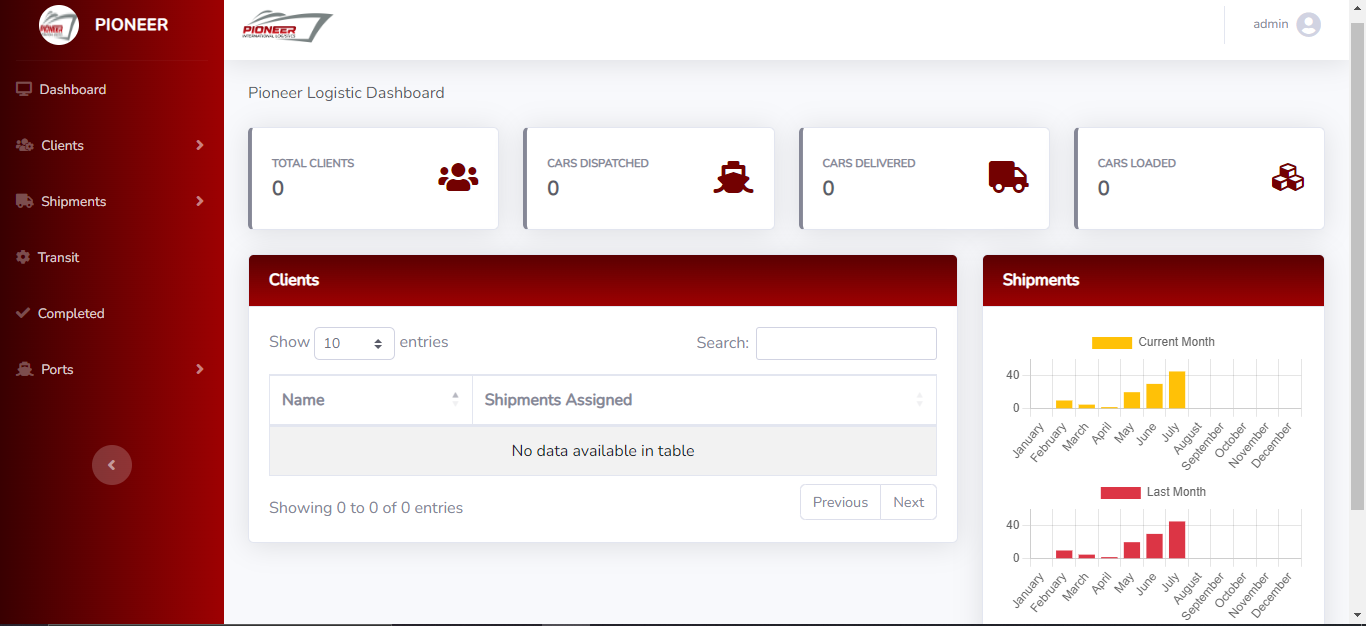 PIONEER
PIONEER
INTERNATIONAL LOGISTICS
admin
Dashboard
Clients
Shipments
Transit
Completed
Ports
Pioneer Logistic Dashboard
TOTAL CLIENTS
0
CARS DISPATCHED
0
CARS DELIVERED
0
CARS LOADED
0
Clients
Show 10 entries
Search:
Name
Shipments Assigned
No data available in table
Showing 0 to 0 of 0 entries
Previous
Next
Shipments
Current Month
40
0
January
February
March
April
May
June
July
August
September
October
November
December
Last Month
40
0
January
February
March
April
May
June
July
August
September
October
November
December